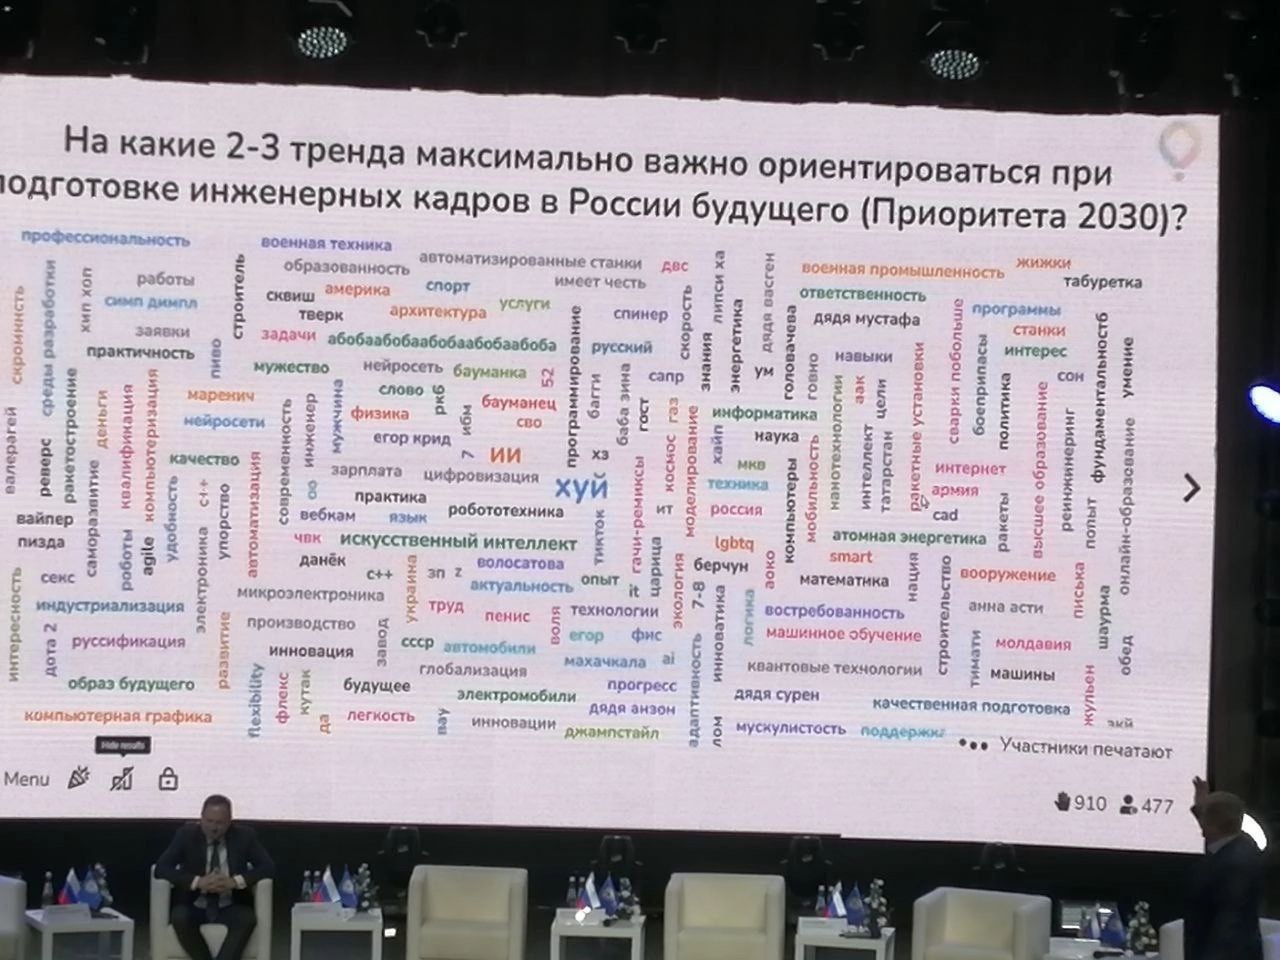 На какие 2-3 тренда максимально важно ориентироваться при
подготовке инженерных кадров в России будущего (Приоритета 2030)?
профессиональность
военная техника
автоматизированные станки
двс
липси ха
дядя васген
военная промышленность
жижки
табуретка
скромнисть
среды разработки
хип хоп
работы
строитель
образованность
имеет честь
симп димпл
сквиш
америка
спорт
услуги
ответственность
программы
заявки
тверк
архитектура
спинер
скорость
энергетика
дядя мустафа
сварки побольше
станки
задачи
абобаабобаабобаабобаабоба
русский
знания
головачева
навыки
интерес
практичность
пиво
мужество
нейросеть
бауманка
52
программирование
сапр
ум
говно
сон
умение
фундаментальностб
боеприпасы
политика
ракетостроение
деньги
квалификация
компьютеризация
маренич
мужчина
слово
рк6
бауманец
багги
баба зина
гост
газ
информатика
нанотехнологии
аак
цели
ракетные установки
высшее образование
валерагей
реверс
нейросети
современность
инженер
физика
ибм
сво
егор крид
хайп
наука
интеллект
татарстан
реинжиниринг
саморазвитие
качество
автоматизация
7
ИИ
хз
космос
моделирование
мкв
мобильность
интернет
онлайн-образование
зарплата
цифровизация
хуй
техника
армия
вайпер
удобность
с++
упорство
оо
практика
робототехника
гачи-ремиксы
ит
россия
компьютеры
cad
ракеты
попыт
пизда
роботы
agile
вебкам
язык
тикток
атомная энергетика
чвк
искусственный интеллект
lgbtq
smart
секс
электроника
данёк
волосатова
царица
берчун
аоко
нация
вооружение
писька
шаурма
с++
украина
зп
z
актуальность
опыт
it
экология
7-8
математика
строительство
интересность
индустриализация
микроэлектроника
труд
пенис
воля
технологии
инноватика
логика
востребованность
анна асти
дота 2
руссификация
развитие
производство
завод
ссср
автомобили
егор
фнс
машинное обучение
тимати
молдавия
обед
инновация
глобализация
махачкала
ai
адаптивность
квантовые технологии
машины
образ будущего
flexibility
флекс
кутак
будущее
электромобили
прогресс
дядя сурен
качественная подготовка
жульен
компьютерная графика
да
легкость
вау
инновации
дядя анзон
джампстайл
лом
мускулистость
поддержка
••• Участники печатают
Hide results
Menu
910
477